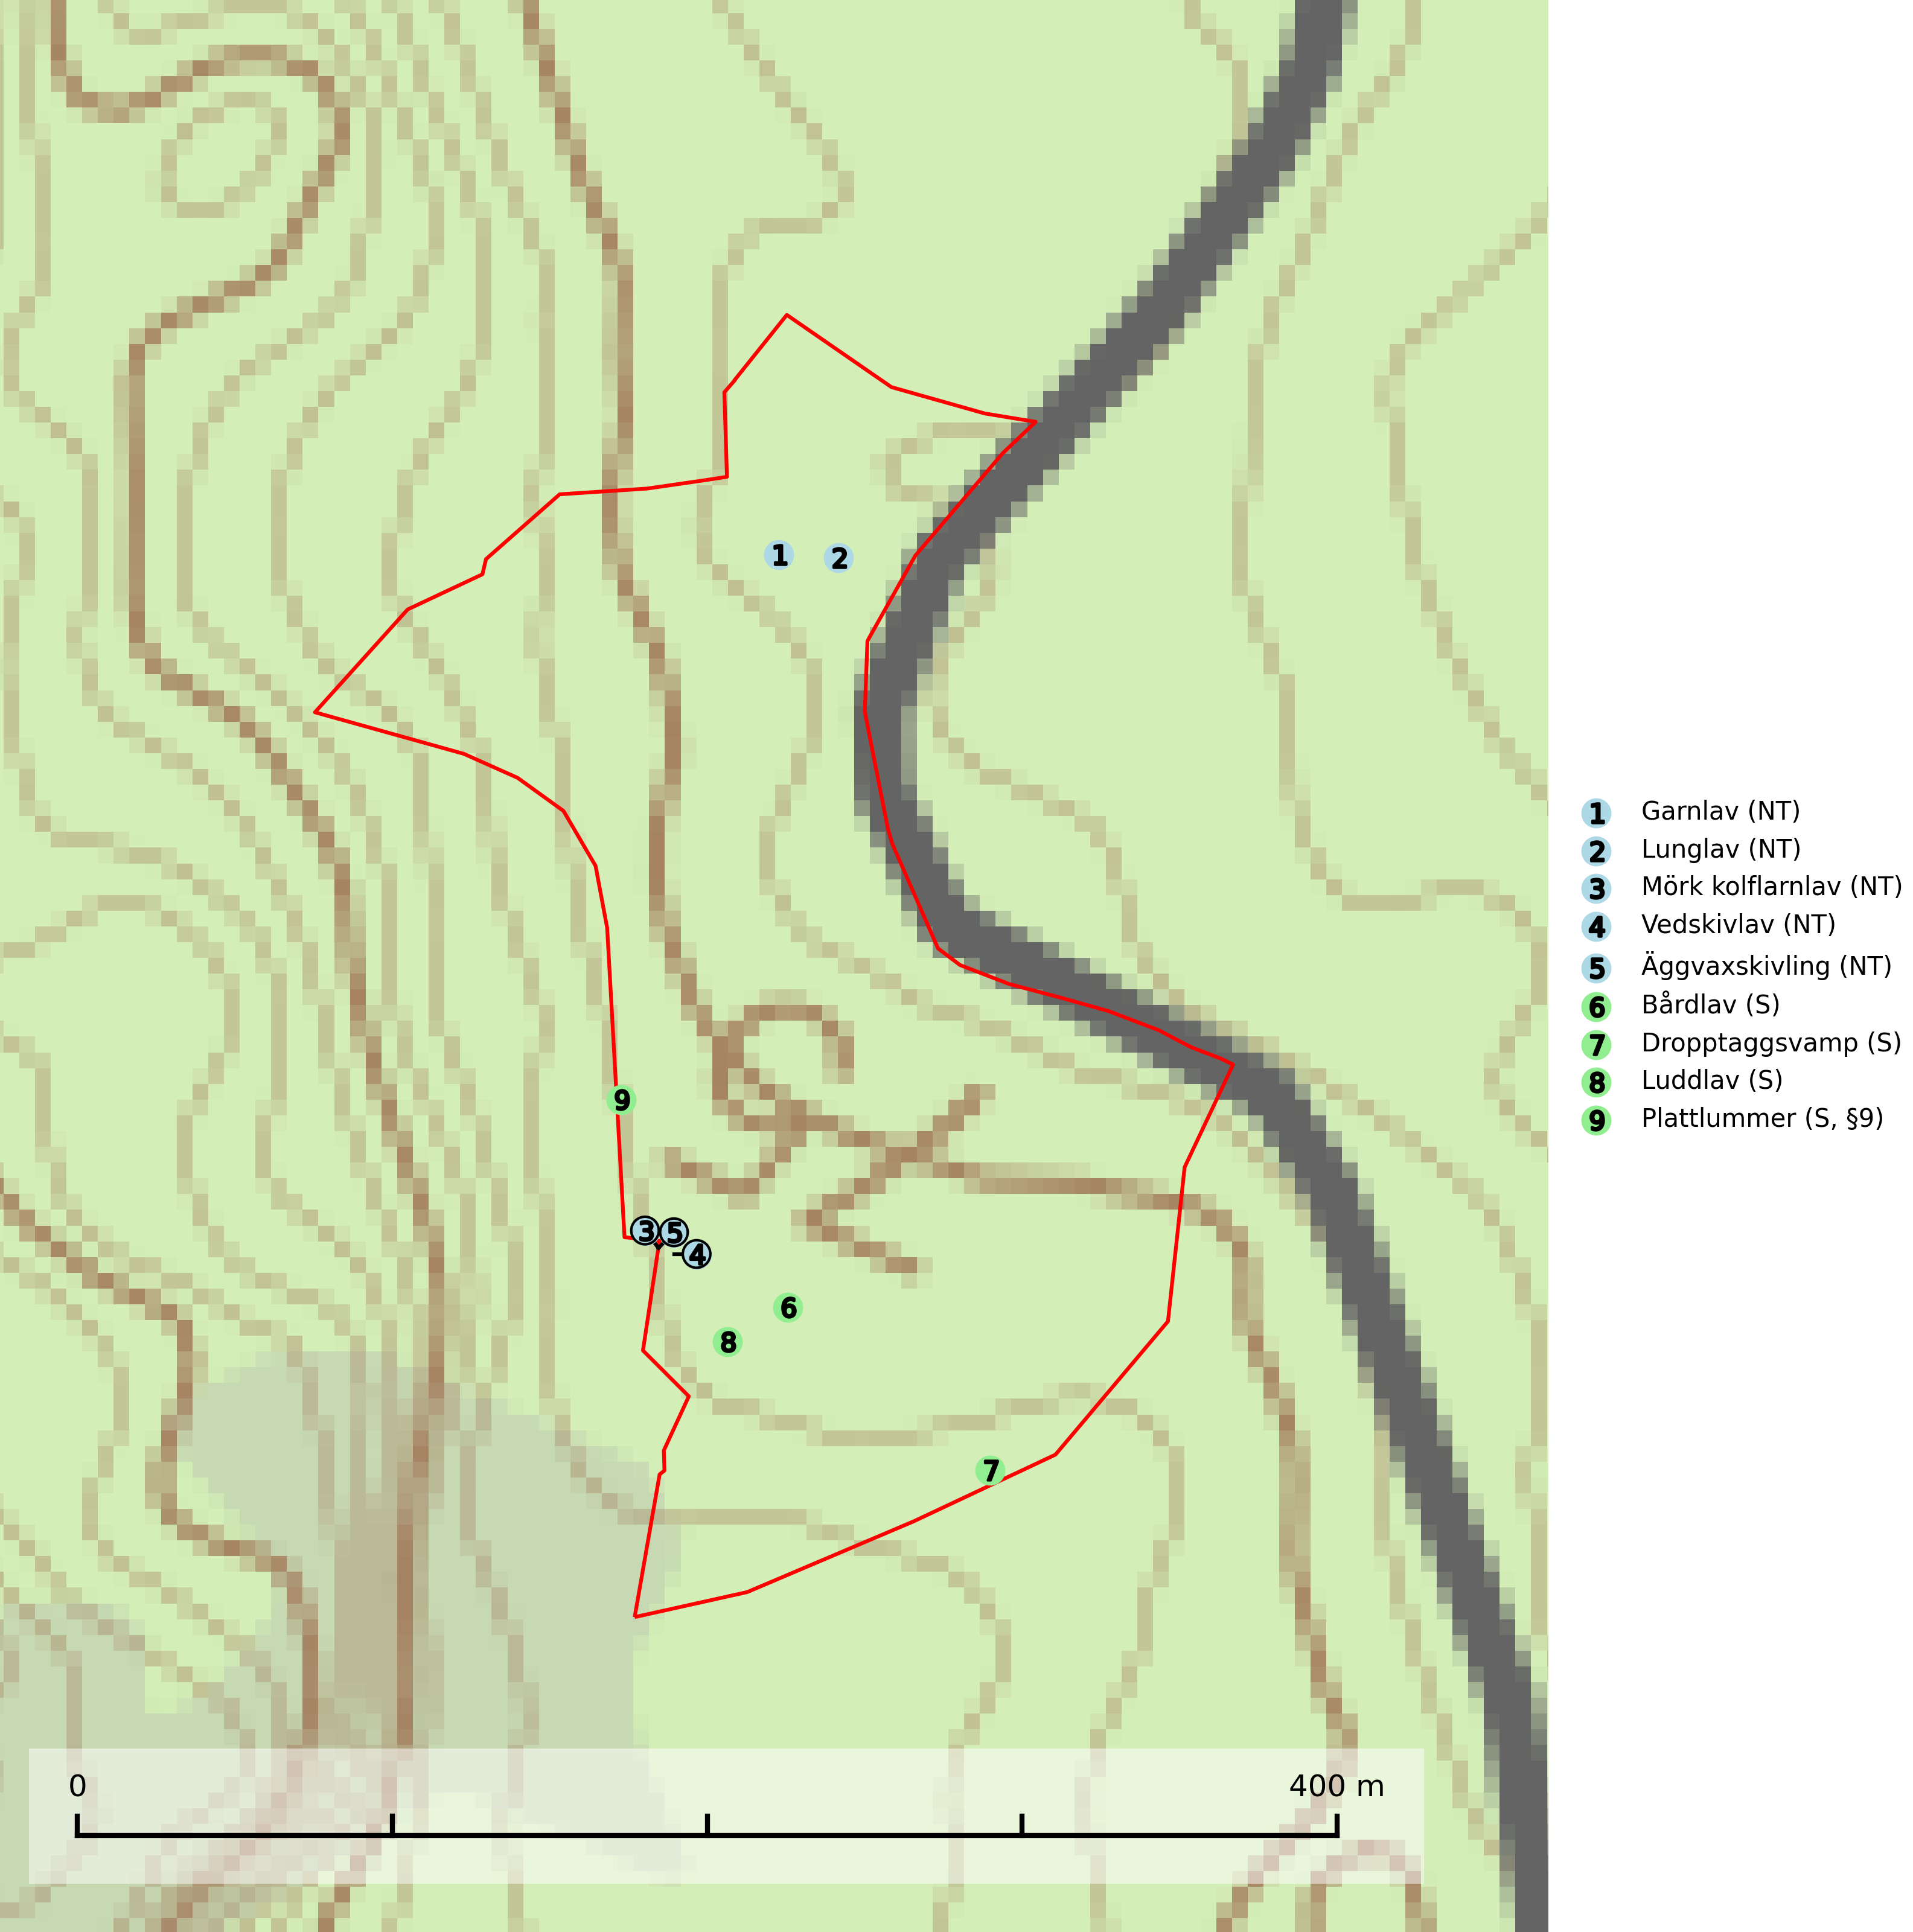 1
2
9
3 5
4
6
8
7
0 400 m
1 Garnlav (NT)
2 Lunglav (NT)
3 Mörk kolflarnlav (NT)
4 Vedskivlav (NT)
5 Äggvaxskivling (NT)
6 Bårdlav (S)
7 Dropptaggsvamp (S)
8 Luddlav (S)
9 Plattlummer (S, §9)